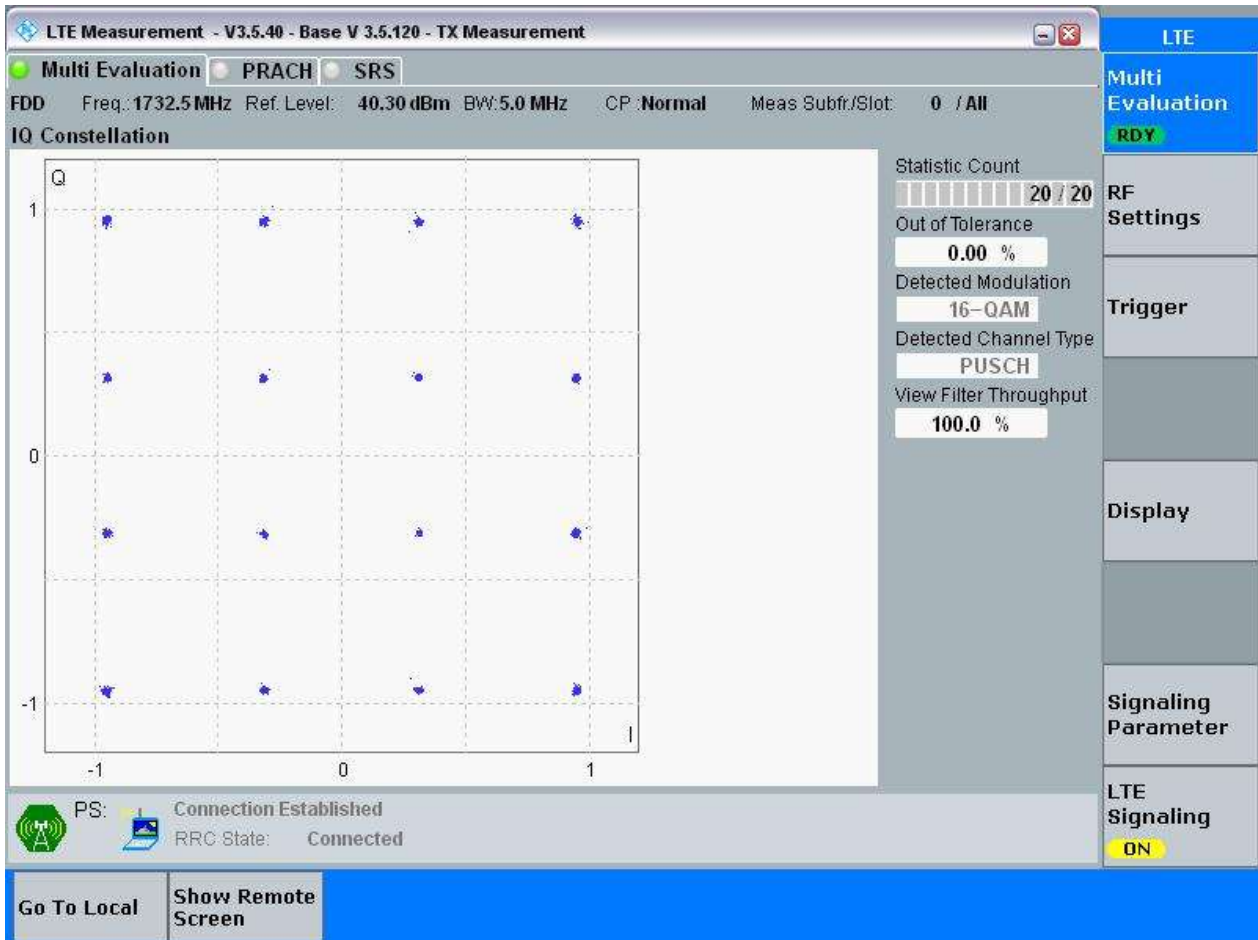 LTE Measurement - V3.5.40 - Base V 3.5.120 - TX Measurement
LTE
Multi Evaluation PRACH SRS
Multi
Evaluation
RDY
FDD Freq.:1732.5 MHz Ref. Level: 40.30 dBm BW:5.0 MHz CP :Normal Meas Subfr./Slot: 0 / All
IQ Constellation
Q
1
0
-1
I
-1 0 1
Statistic Count
20 / 20
Out of Tolerance
0.00 %
Detected Modulation
16-QAM
Detected Channel Type
PUSCH
View Filter Throughput
100.0 %
RF
Settings
Trigger
Display
Signaling
Parameter
LTE
Signaling
ON
PS: Connection Established
RRC State: Connected
Go To Local
Show Remote
Screen